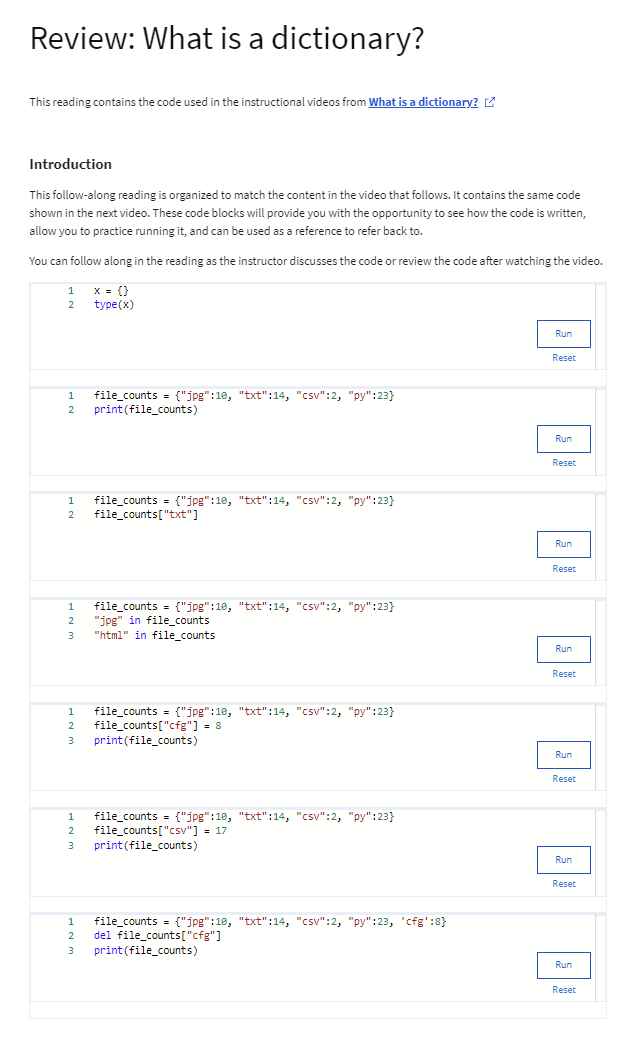 Review: What is a dictionary?
This reading contains the code used in the instructional videos from What is a dictionary?
Introduction
This follow-along reading is organized to match the content in the video that follows. It contains the same code
shown in the next video. These code blocks will provide you with the opportunity to see how the code is written,
allow you to practice running it, and can be used as a reference to refer back to.
You can follow along in the reading as the instructor discusses the code or review the code after watching the video.
1 x = {}
2 type(x)
Run
Reset
1 file_counts = {"jpg":10, "txt":14, "csv":2, "py":23}
2 print(file_counts)
Run
Reset
1 file_counts = {"jpg":10, "txt":14, "csv":2, "py":23}
2 file_counts["txt"]
Run
Reset
1 file_counts = {"jpg":10, "txt":14, "csv":2, "py":23}
2 "jpg" in file_counts
3 "html" in file_counts
Run
Reset
1 file_counts = {"jpg":10, "txt":14, "csv":2, "py":23}
2 file_counts["cfg"] = 8
3 print(file_counts)
Run
Reset
1 file_counts = {"jpg":10, "txt":14, "csv":2, "py":23}
2 file_counts["csv"] = 17
3 print(file_counts)
Run
Reset
1 file_counts = {"jpg":10, "txt":14, "csv":2, "py":23, 'cfg':8}
2 del file_counts["cfg"]
3 print(file_counts)
Run
Reset